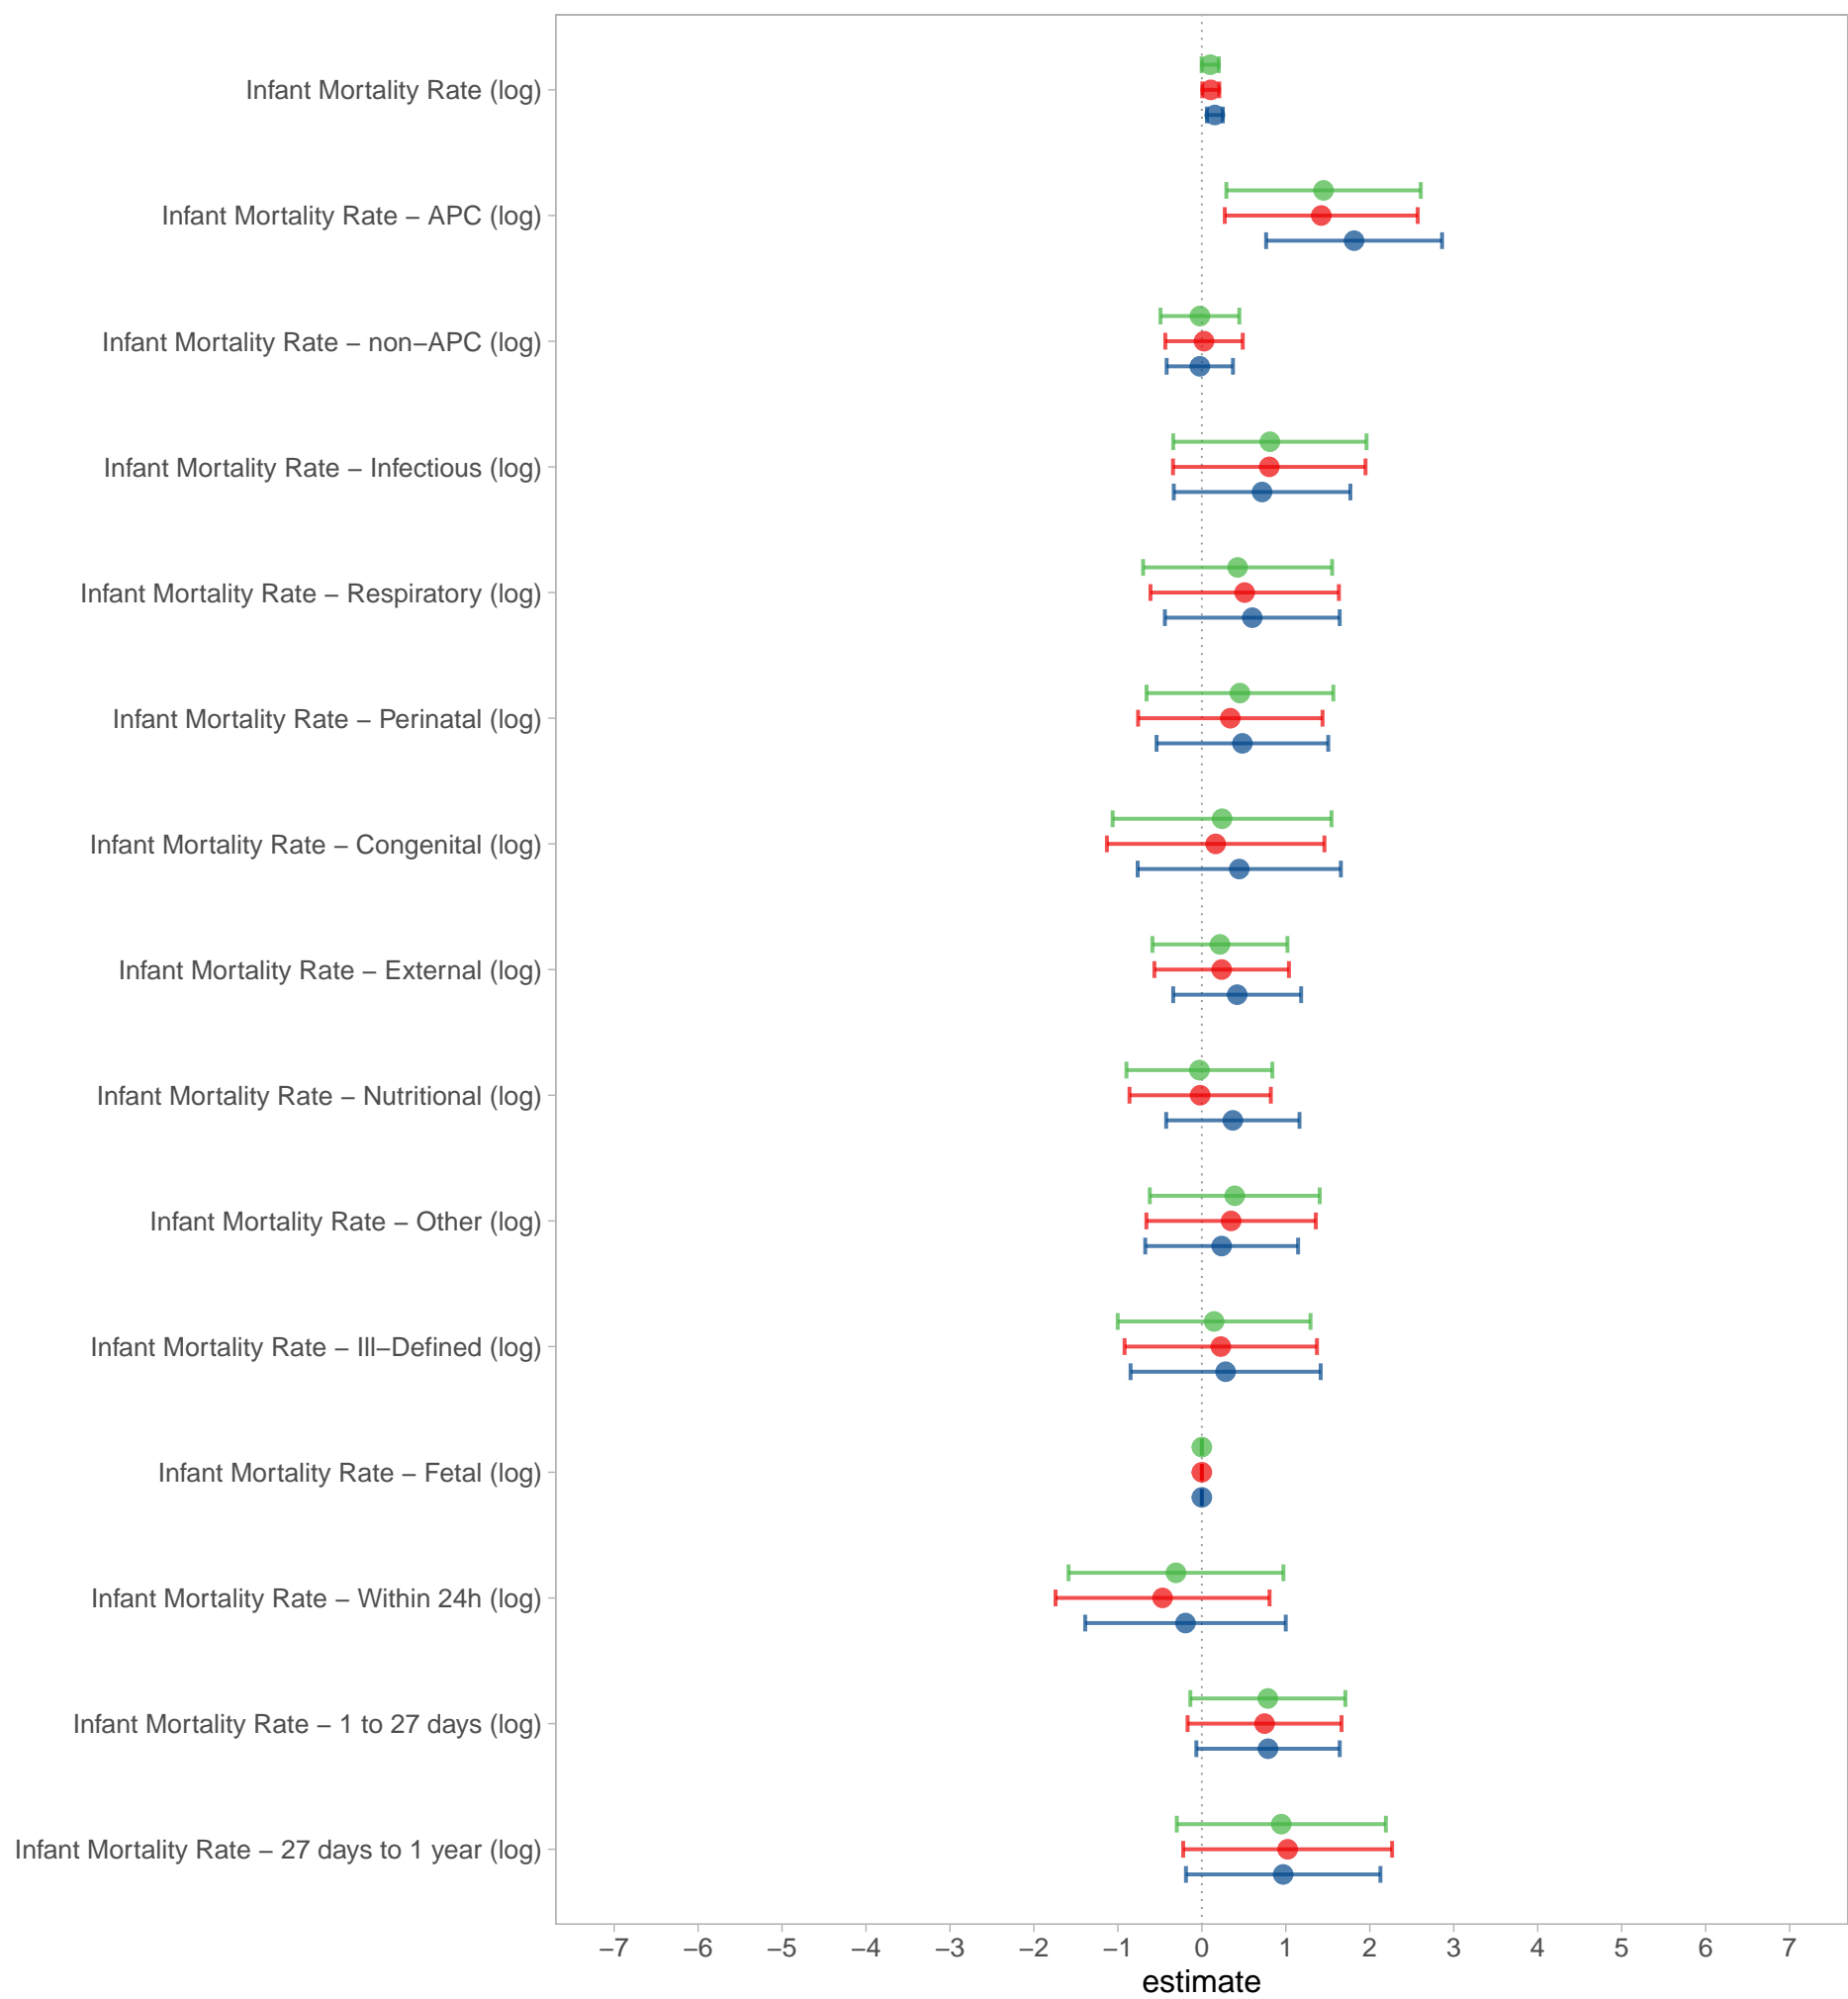 Infant Mortality Rate (log)
Infant Mortality Rate − APC (log)
Infant Mortality Rate − non−APC (log)
Infant Mortality Rate − Infectious (log)
Infant Mortality Rate − Respiratory (log)
Infant Mortality Rate − Perinatal (log)
Infant Mortality Rate − Congenital (log)
Infant Mortality Rate − External (log)
Infant Mortality Rate − Nutritional (log)
Infant Mortality Rate − Other (log)
Infant Mortality Rate − Ill−Defined (log)
Infant Mortality Rate − Fetal (log)
Infant Mortality Rate − Within 24h (log)
Infant Mortality Rate − 1 to 27 days (log)
Infant Mortality Rate − 27 days to 1 year (log)
−7 −6 −5 −4 −3 −2 −1 0 1 2 3 4 5 6 7
estimate